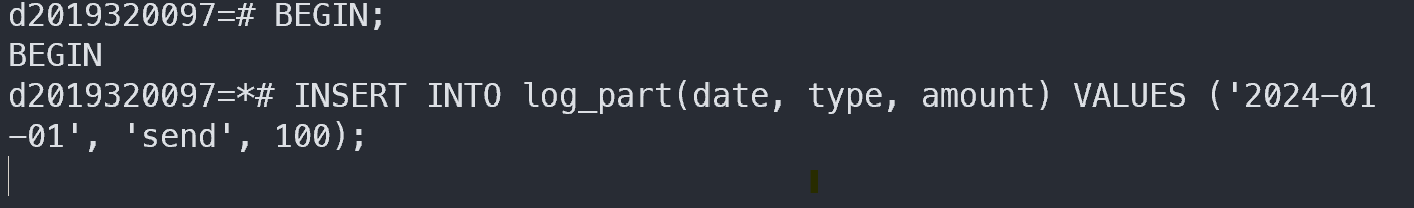 d2019320097=# BEGIN;
BEGIN
d2019320097=*# INSERT INTO log_part(date, type, amount) VALUES ('2024-01
-01', 'send', 100);